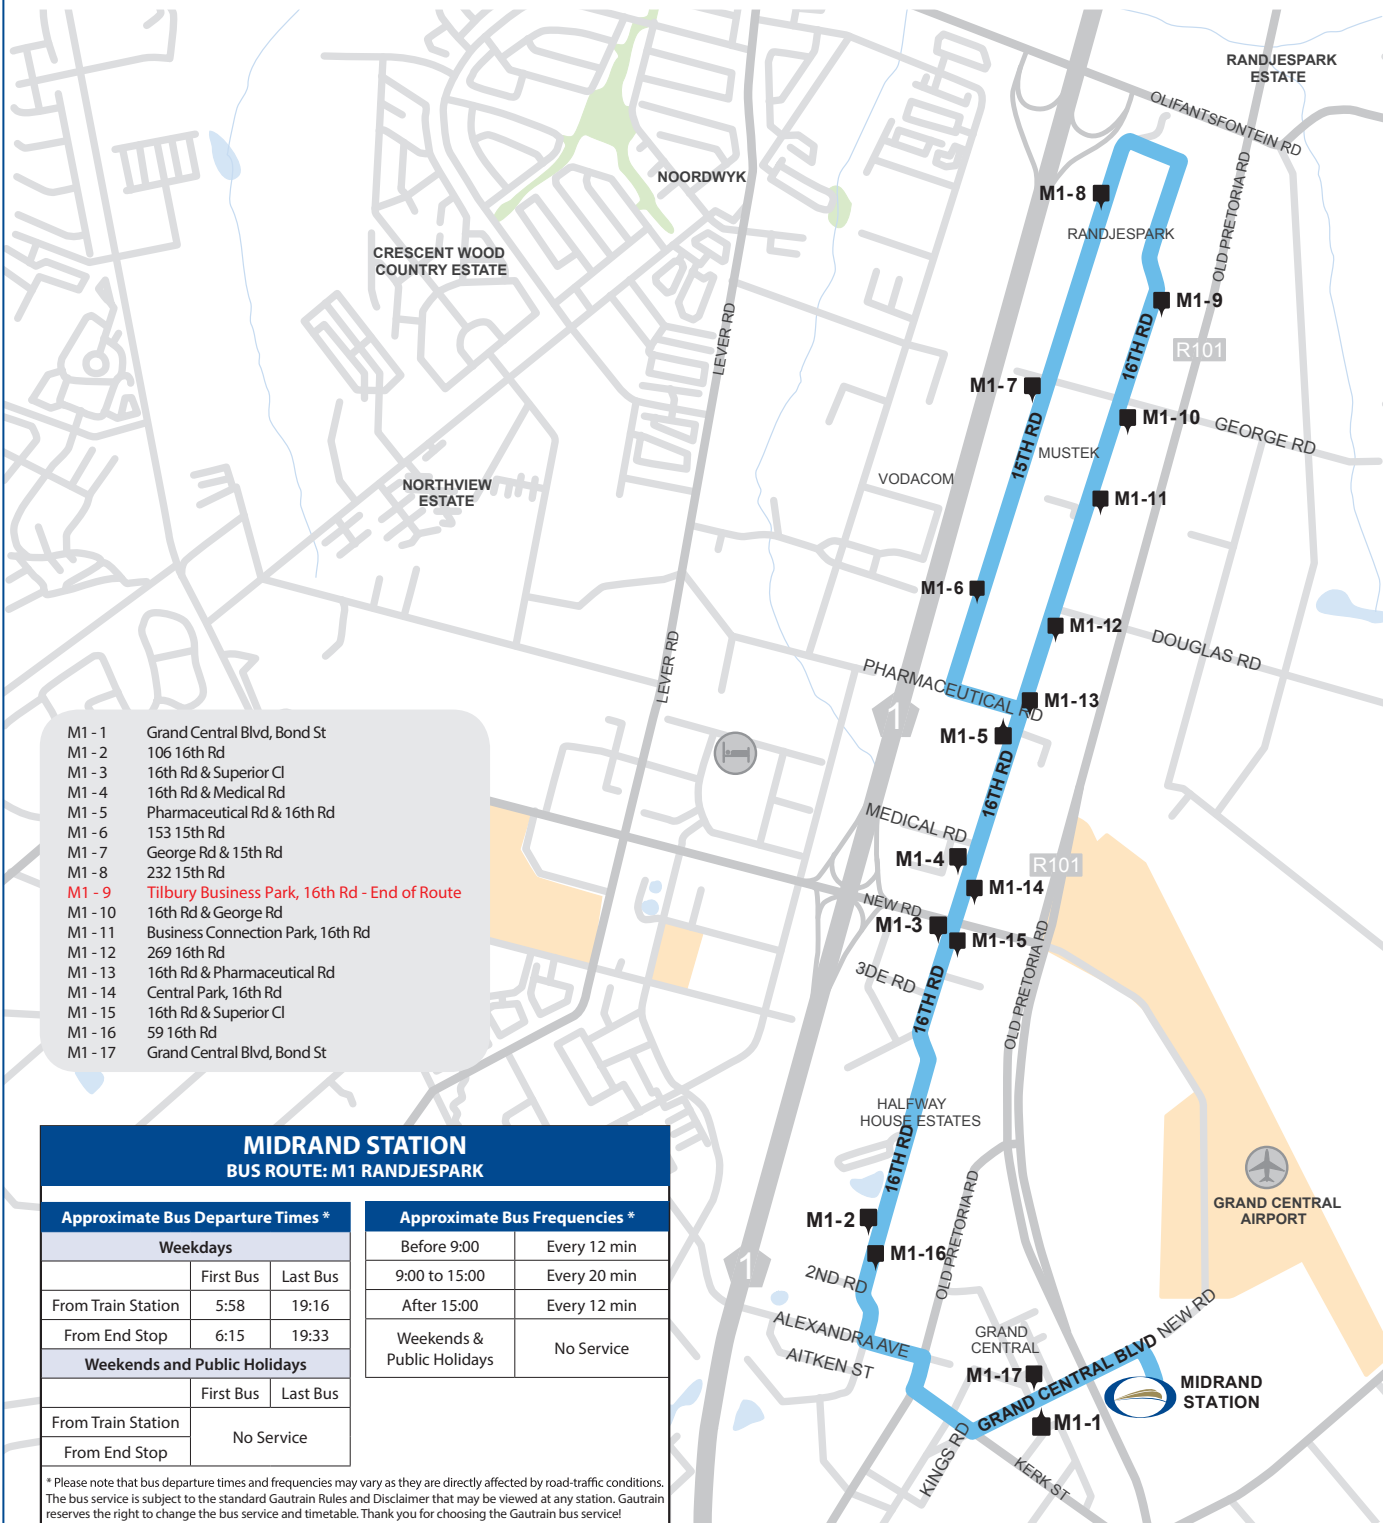 RANDJESPARK
ESTATE
OLIFANTSFONTEIN RD
NOORDWYK
OLD PRETORIA RD
M1-8
RANDJESPARK
CRESCENT WOOD
COUNTRY ESTATE
M1-9
LEVER RD
16TH RD
R101
M1-7
M1-10
GEORGE RD
15TH RD
MUSTEK
VODACOM
NORTHVIEW
ESTATE
M1-11
M1-6
M1-12
DOUGLAS RD
LEVER RD
PHARMACEUTICAL RD
M1-13
1
M1-5
16TH RD
MEDICAL RD
M1-4
R101
M1-14
NEW RD
M1-3
M1-15
3DE RD
16TH RD
OLD PRETORIA RD
M1 - 1 Grand Central Blvd, Bond St
M1 - 2 106 16th Rd
M1 - 3 16th Rd & Superior Cl
M1 - 4 16th Rd & Medical Rd
M1 - 5 Pharmaceutical Rd & 16th Rd
M1 - 6 153 15th Rd
M1 - 7 George Rd & 15th Rd
M1 - 8 232 15th Rd
M1 - 9 Tilbury Business Park, 16th Rd - End of Route
M1 - 10 16th Rd & George Rd
M1 - 11 Business Connection Park, 16th Rd
M1 - 12 269 16th Rd
M1 - 13 16th Rd & Pharmaceutical Rd
M1 - 14 Central Park, 16th Rd
M1 - 15 16th Rd & Superior Cl
M1 - 16 59 16th Rd
M1 - 17 Grand Central Blvd, Bond St
HALFWAY
HOUSE ESTATES
16TH RD
GRAND CENTRAL
AIRPORT
M1-2
M1-16
OLD PRETORIA RD
1
2ND RD
ALEXANDRA AVE
AITKEN ST
GRAND
CENTRAL
NEW RD
GRAND CENTRAL BLVD
M1-17
MIDRAND
STATION
M1-1
KINGS RD
KERK ST
MIDRAND STATION
BUS ROUTE: M1 RANDJESPARK
Approximate Bus Departure Times *
Weekdays
First Bus Last Bus
From Train Station 5:58 19:16
From End Stop 6:15 19:33
Weekends and Public Holidays
First Bus Last Bus
From Train Station
No Service
From End Stop
Approximate Bus Frequencies *
Before 9:00 Every 12 min
9:00 to 15:00 Every 20 min
After 15:00 Every 12 min
Weekends &
Public Holidays
No Service
* Please note that bus departure times and frequencies may vary as they are directly affected by road-traffic conditions.
The bus service is subject to the standard Gautrain Rules and Disclaimer that may be viewed at any station. Gautrain
reserves the right to change the bus service and timetable. Thank you for choosing the Gautrain bus service!